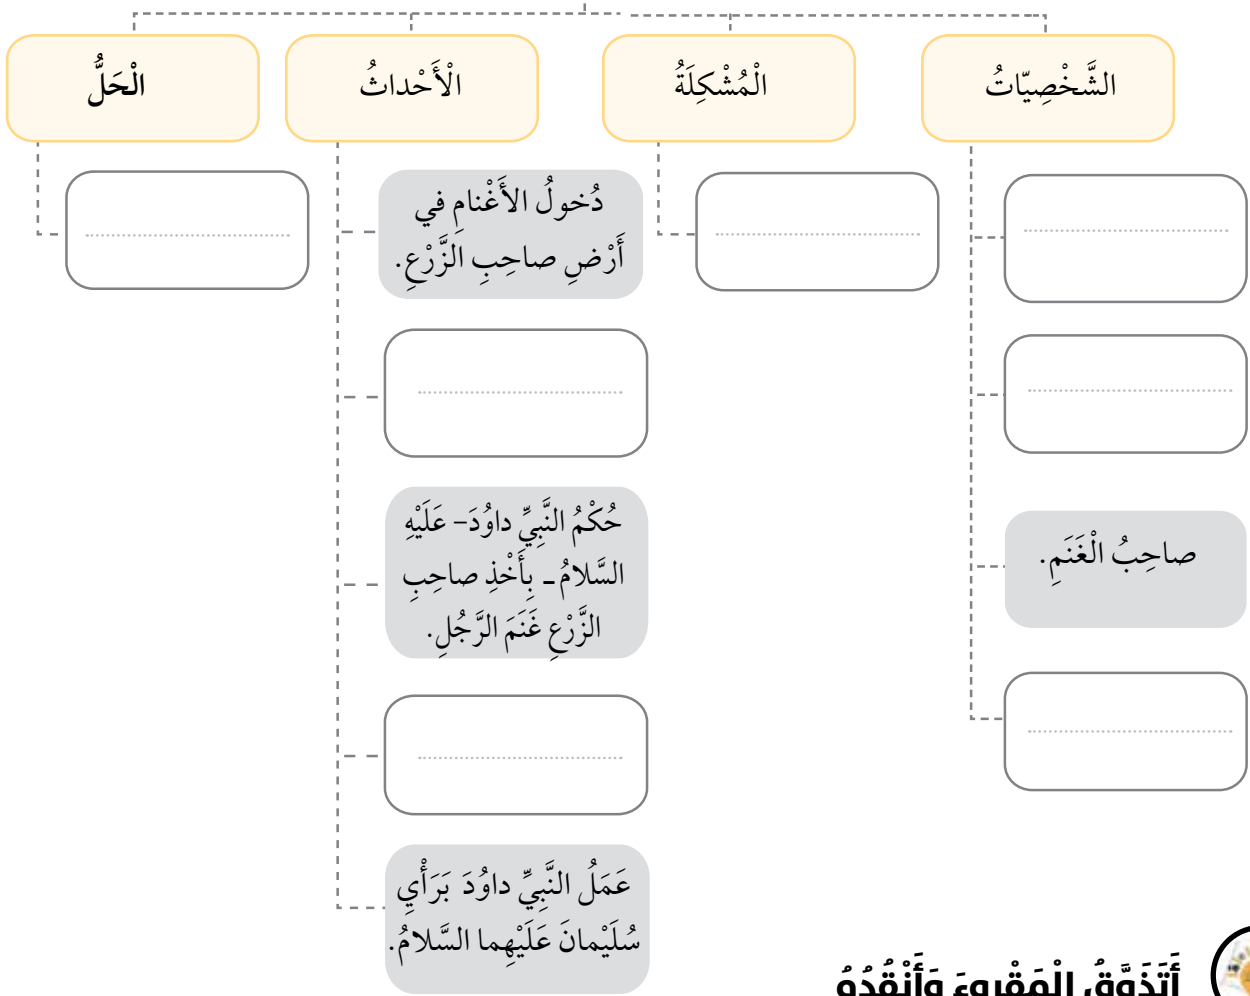 الشَّخْصِيّاتُ
الْمُشْكِلَةُ
الْأَحْداثُ
الْحَلُّ
صاحِبُ الْغَنَمِ.
دُخولُ الأَغْنامِ في
أَرْضِ صاحِبِ الزَّرْعِ.
حُكْمُ النَّبِيِّ داوُدَ– عَلَيْهِ
السَّلامُ – بِأَخْذِ صاحِبِ
الزَّرْعِ غَنَمَ الرَّجُلِ.
عَمَلُ النَّبِيِّ داوُدَ بَرَأْيِ
سُلَيْمانَ عَلَيْهِما السَّلامُ.
أَتَذَوَّقُ الْمَقْروءَ وَأَنْقُدُهُ